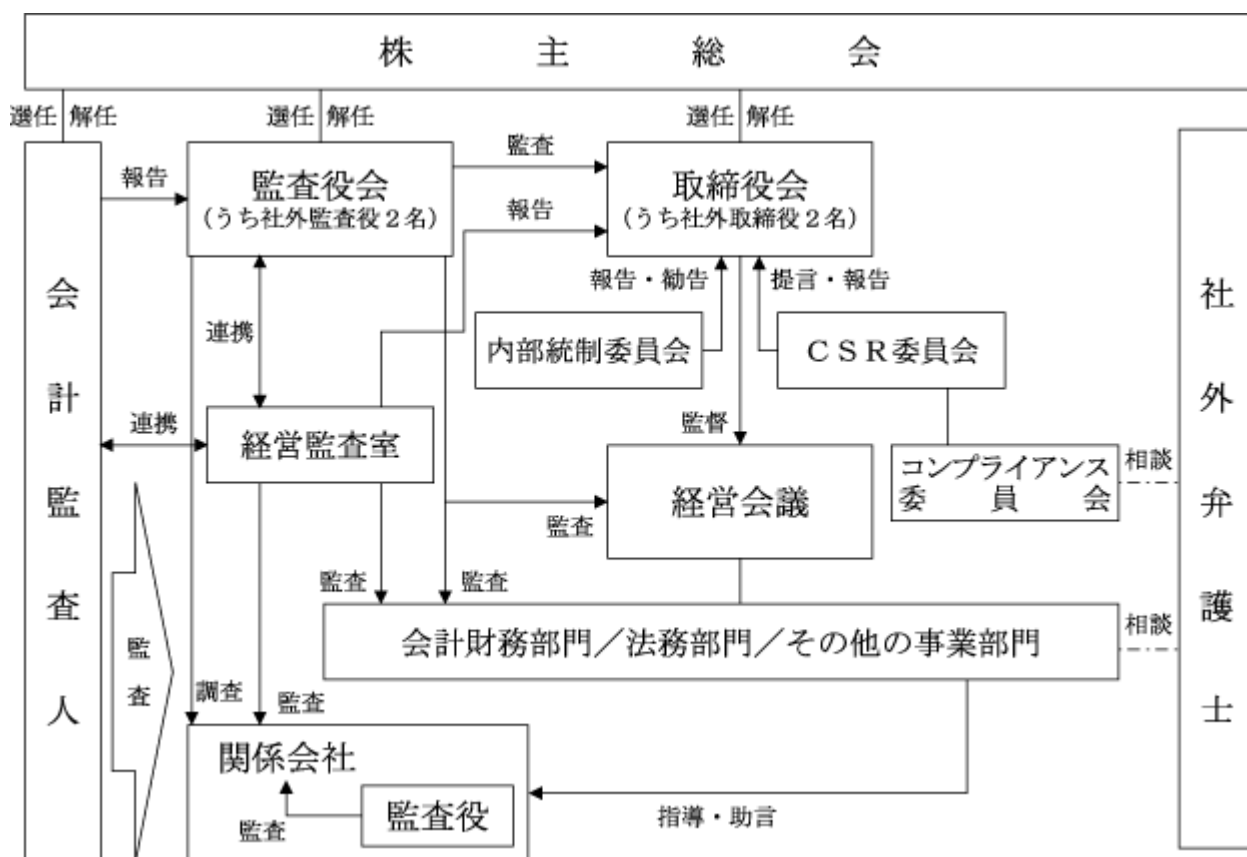 株主総会
選任 解任
選任 解任
選任 解任
会計監査人
報告
監査役会
(うち社外監査役2名)
監査
報告
取締役会
(うち社外取締役2名)
社外弁護士
報告・勧告
提言・報告
連携
内部統制委員会
CSR委員会
連携
経営監査室
監督
経営会議
コンプライアンス
委員会
相談
監査
監査
監査
会計財務部門/法務部門/その他の事業部門
相談
監査
調査
監査
関係会社
監査役
監査
指導・助言